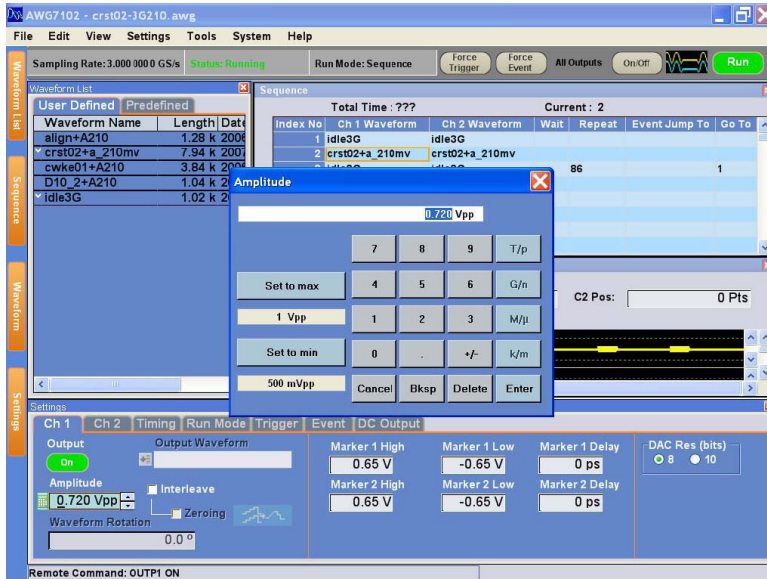 AWG7102 - crst02-3G210.awg
File Edit View Settings Tools System Help
Sampling Rate: 3.000 000 0 GS/s Status: Running Run Mode: Sequence Force Trigger Force Event All Outputs On/Off Run
Waveform List
Sequence
Waveform
Settings
Waveform List
User Defined Predefined
Waveform Name Length Date
align+A210 1.28 k 2006
crst02+a_210mv 7.94 k 2007
cwke01+A210 3.84 k 2006
D10_2+A210 1.04 k
idle3G 1.02 k
Sequence
Total Time : ??? Current : 2
Index No Ch 1 Waveform Ch 2 Waveform Wait Repeat Event Jump To Go To
1 idle3G idle3G
2 crst02+a_210mv crst02+a_210mv
86 1
Amplitude
0.720 Vpp
7 8 9 T/p
Set to max 4 5 6 G/n
1 Vpp 1 2 3 M/µ
Set to min 0 . +/- k/m
500 mVpp Cancel Bksp Delete Enter
C2 Pos: 0 Pts
Settings
Ch 1 Ch 2 Timing Run Mode Trigger Event DC Output
Output Output Waveform
On
Amplitude
0.720 Vpp
Interleave
Zeroing
Waveform Rotation
0.0 º
Marker 1 High Marker 1 Low Marker 1 Delay
0.65 V -0.65 V 0 ps
Marker 2 High Marker 2 Low Marker 2 Delay
0.65 V -0.65 V 0 ps
DAC Res (bits)
8 10
Remote Command: OUTP1 ON